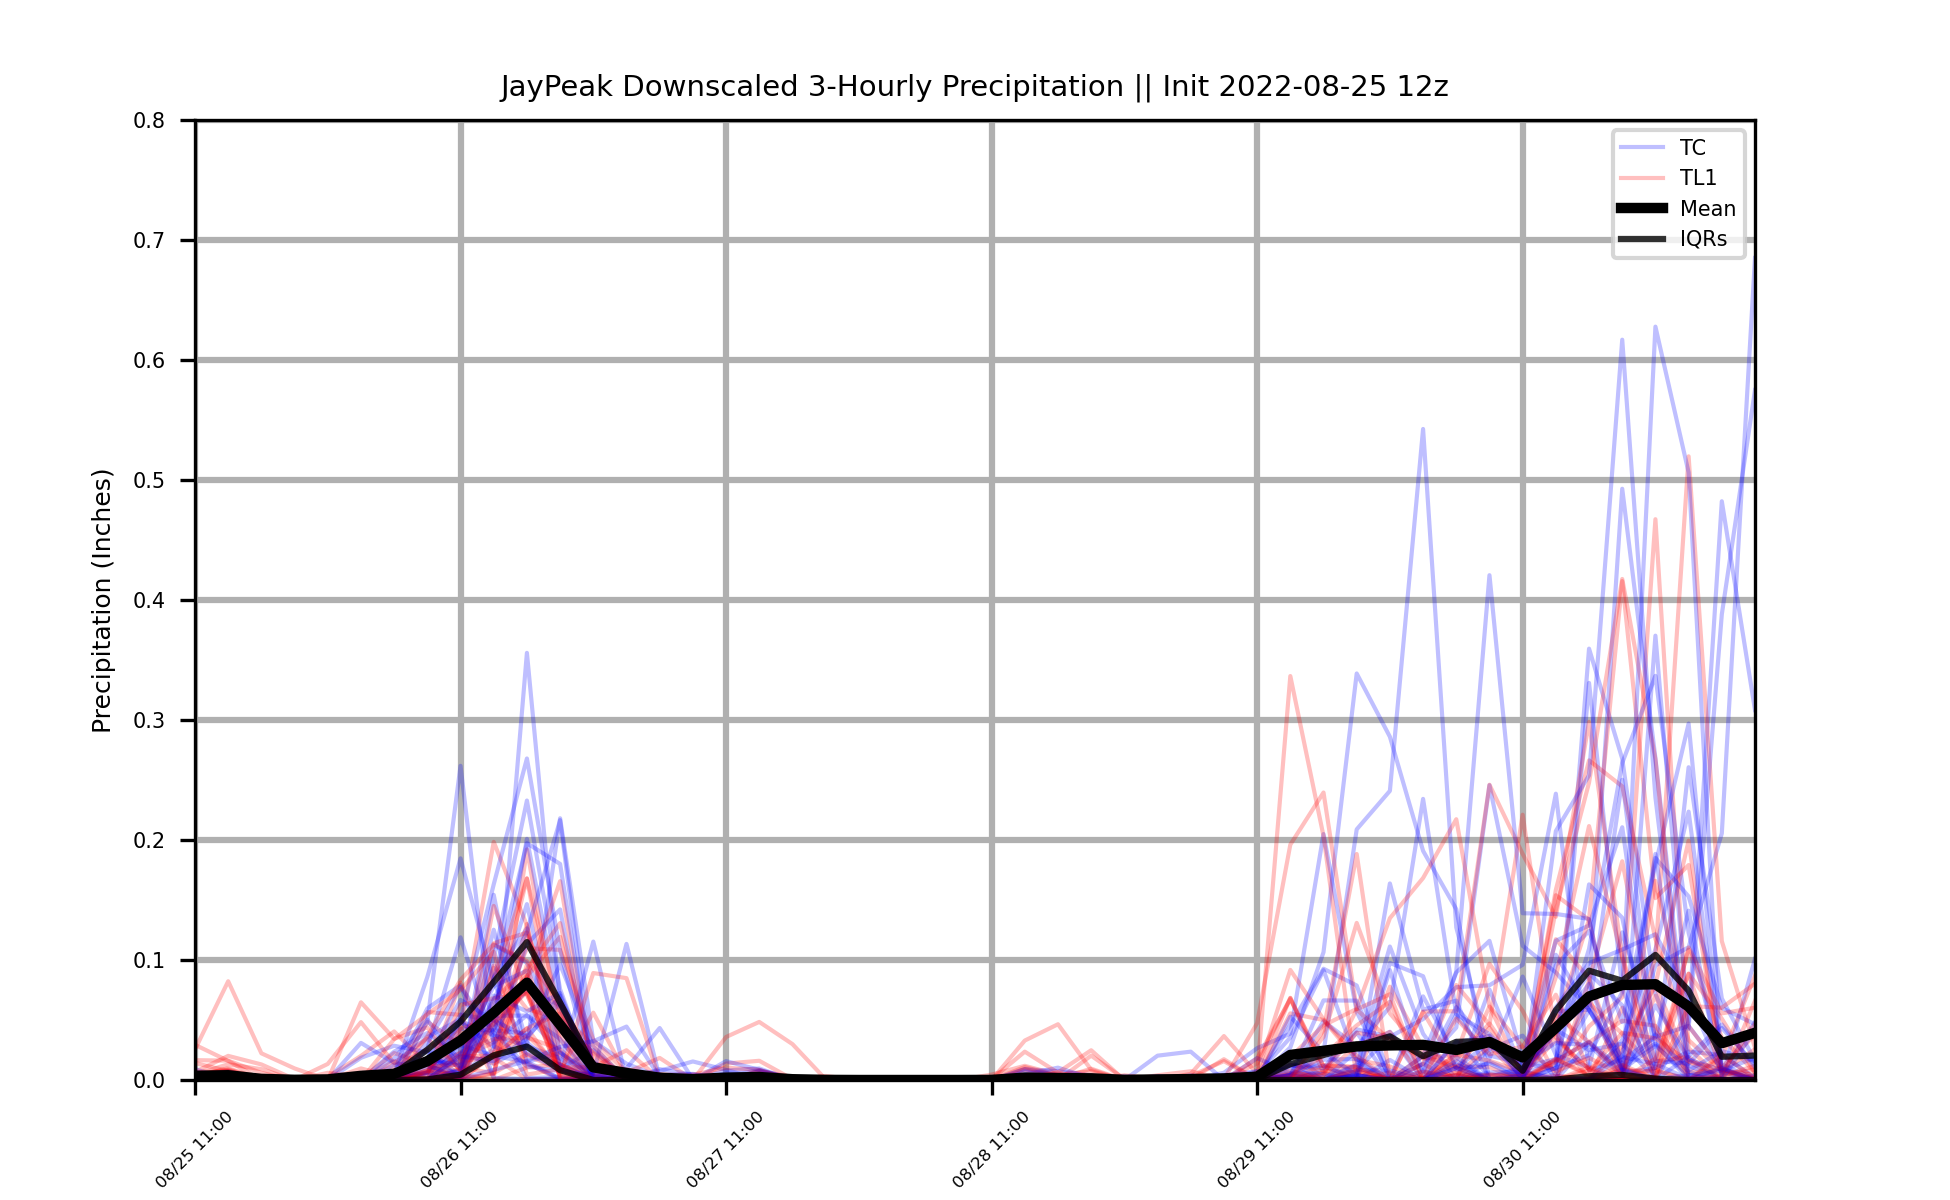 JayPeak Downscaled 3-Hourly Precipitation || Init 2022-08-25 12z
TC
TL1
Mean
IQRs
Precipitation (Inches)
0.8
0.7
0.6
0.5
0.4
0.3
0.2
0.1
0.0
08/25 11:00
08/26 11:00
08/27 11:00
08/28 11:00
08/29 11:00
08/30 11:00